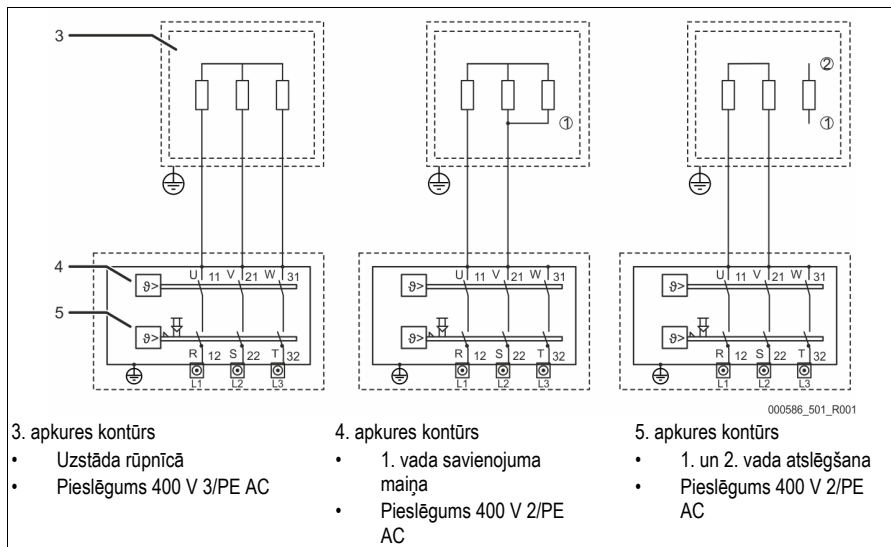 3
②
①
①
4
U 11 V 21 W 31
U 11 V 21 W 31
U 11 V 21 W 31
ϑ>
ϑ>
ϑ>
5
ϑ>
ϑ>
ϑ>
R 12 S 22 T 32
R 12 S 22 T 32
R 12 S 22 T 32
L1 L2 L3
L1 L2 L3
L1 L2 L3
000586_501_R001
3. apkures kontūrs
• Uzstāda rūpnīcā
• Pieslēgums 400 V 3/PE AC
4. apkures kontūrs
• 1. vada savienojuma
maiņa
• Pieslēgums 400 V 2/PE
AC
5. apkures kontūrs
• 1. un 2. vada atslēgšana
• Pieslēgums 400 V 2/PE
AC